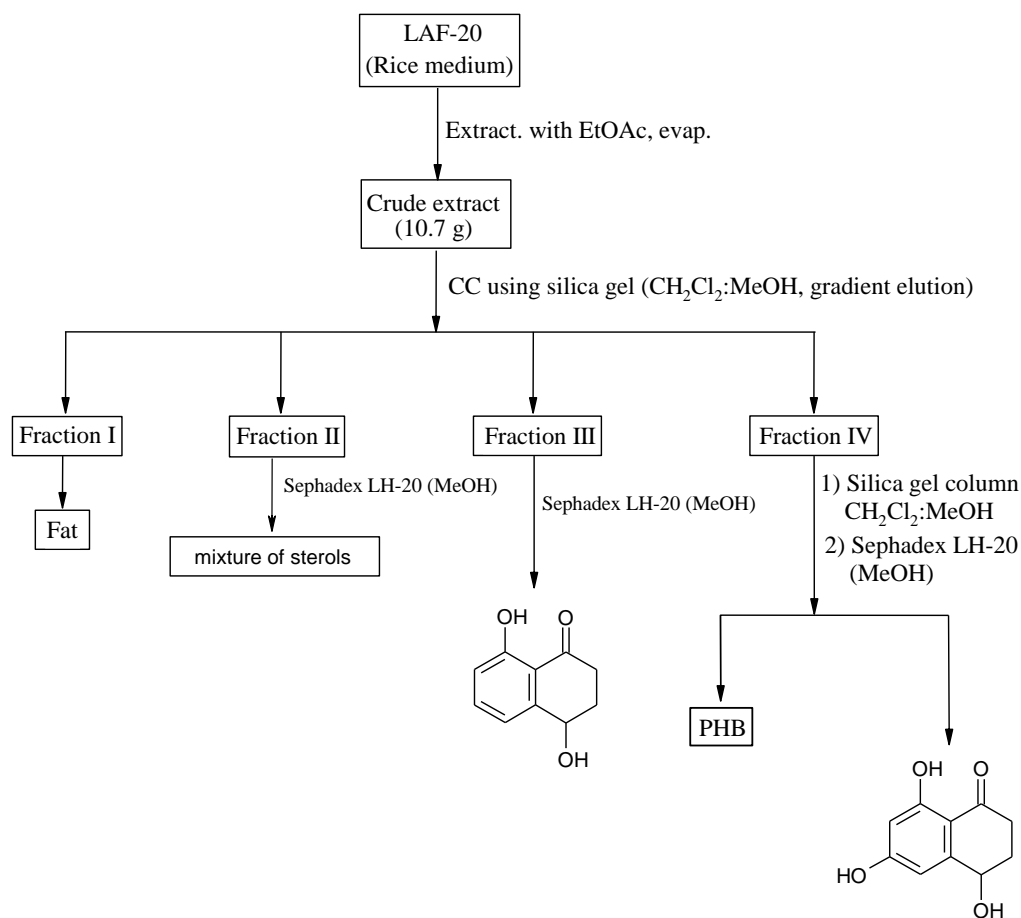 LAF-20
(Rice medium)
Extract. with EtOAc, evap.
Crude extract
(10.7 g)
CC using silica gel (CH₂Cl₂:MeOH, gradient elution)
Fraction I
Fraction II
Fraction III
Fraction IV
Sephadex LH-20 (MeOH)
Sephadex LH-20 (MeOH)
1) Silica gel column
CH₂Cl₂:MeOH
2) Sephadex LH-20
(MeOH)
Fat
mixture of sterols
OH
O
OH
PHB
OH
O
HO
OH